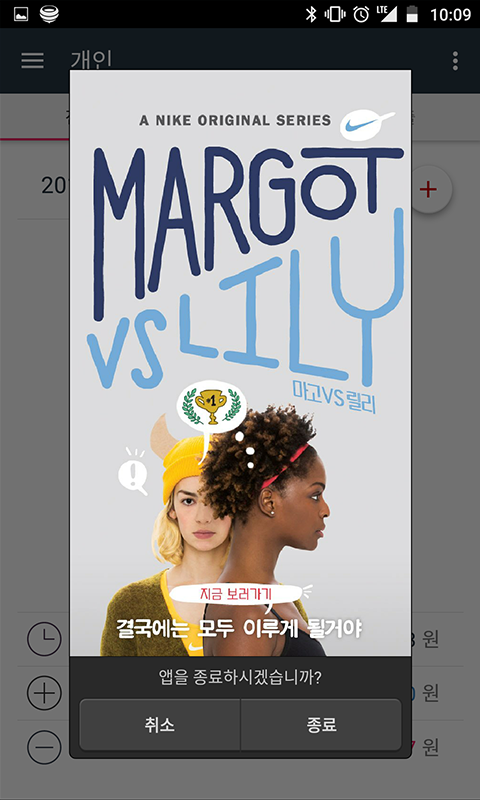 LTE
10:09
개인
A NIKE ORIGINAL SERIES
MARGOT
VS LILY
마고VS릴리
#1
!
지금 보러가기
결국에는 모두 이루게 될거야
20
원
0 원
7 원
앱을 종료하시겠습니까?
취소
종료